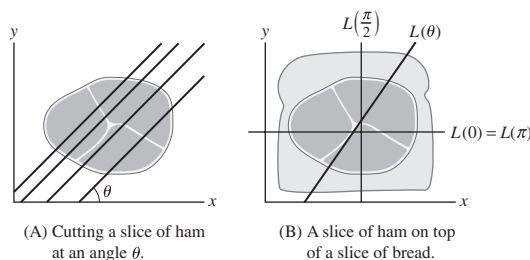 y
θ
x
(A) Cutting a slice of ham
at an angle θ.
y
L(π/2)
L(θ)
L(0) = L(π)
x
(B) A slice of ham on top
of a slice of bread.